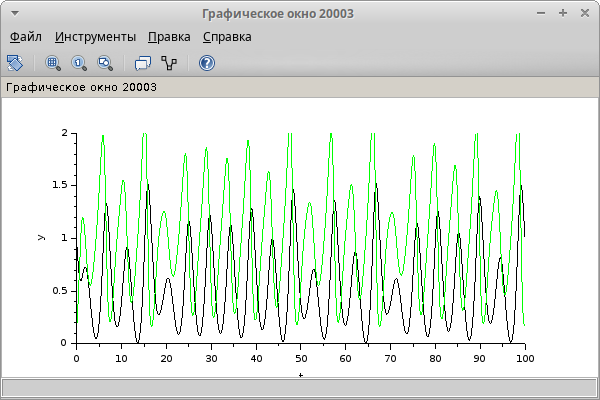 Графическое окно 20003
Файл Инструменты Правка Справка
Графическое окно 20003
2
1.5
1
0.5
0
y
0 10 20 30 40 50 60 70 80 90 100
t